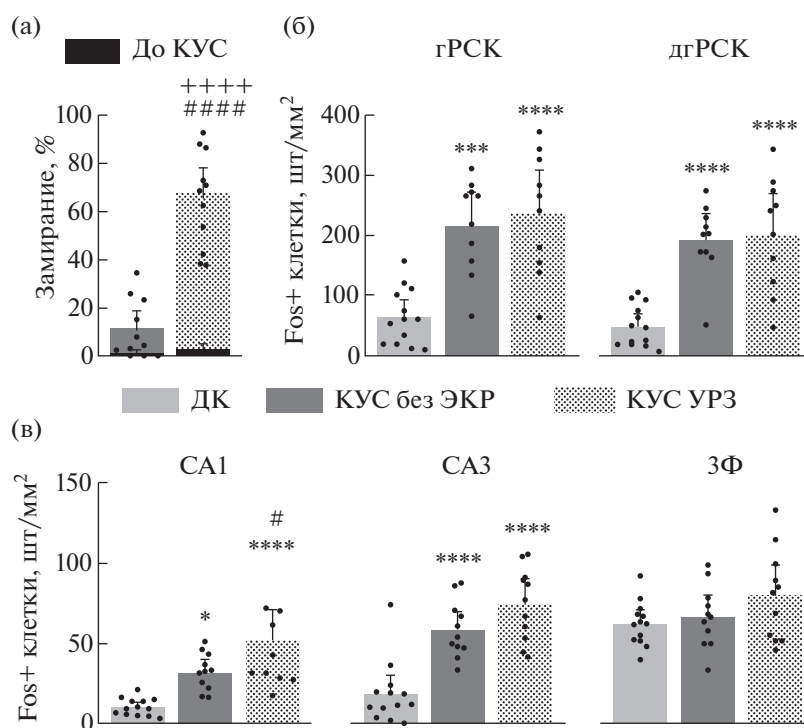 (а)
До КУС
++++
####
100
80
60
40
20
0
Замирание, %
(б)
гРСК
дгРСК
400
300
200
100
0
Fos+ клетки, шт/мм²
***
****
****
****
ДК
КУС без ЭКР
КУС УРЗ
(в)
CA1
CA3
ЗФ
150
100
50
0
Fos+ клетки, шт/мм²
*
#
****
****
****